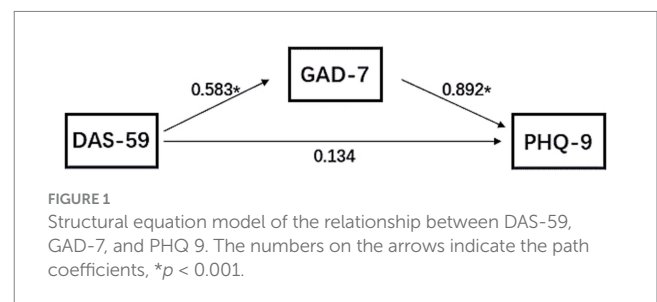 GAD-7
0.583*
0.892*
DAS-59
PHQ-9
0.134
FIGURE 1
Structural equation model of the relationship between DAS-59,
GAD-7, and PHQ 9. The numbers on the arrows indicate the path
coefficients, *p < 0.001.